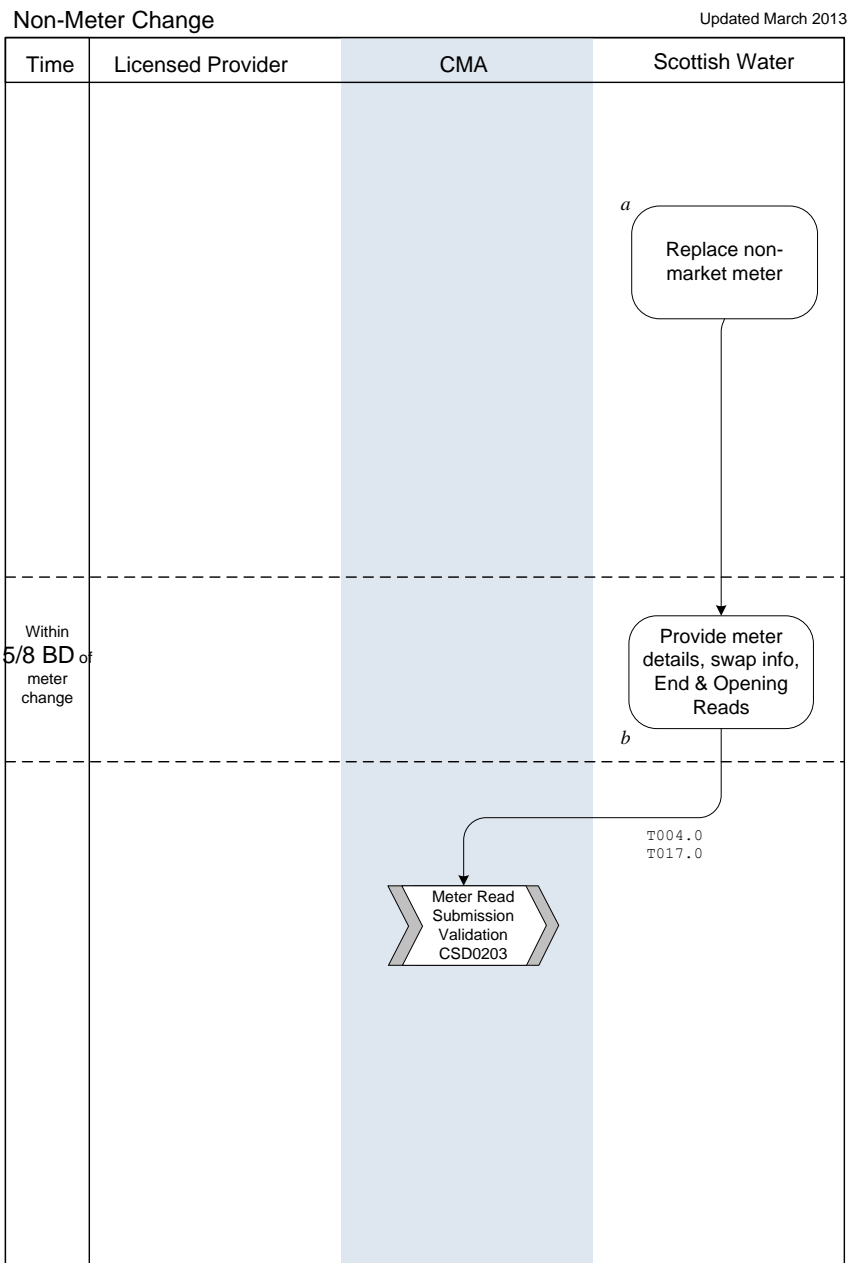 Non-Meter Change
Updated March 2013
Time
Licensed Provider
CMA
Scottish Water
a
Replace non-
market meter
Within
5/8 BD of
meter
change
Provide meter
details, swap info,
End & Opening
Reads
b
T004.0
T017.0
Meter Read
Submission
Validation
CSD0203